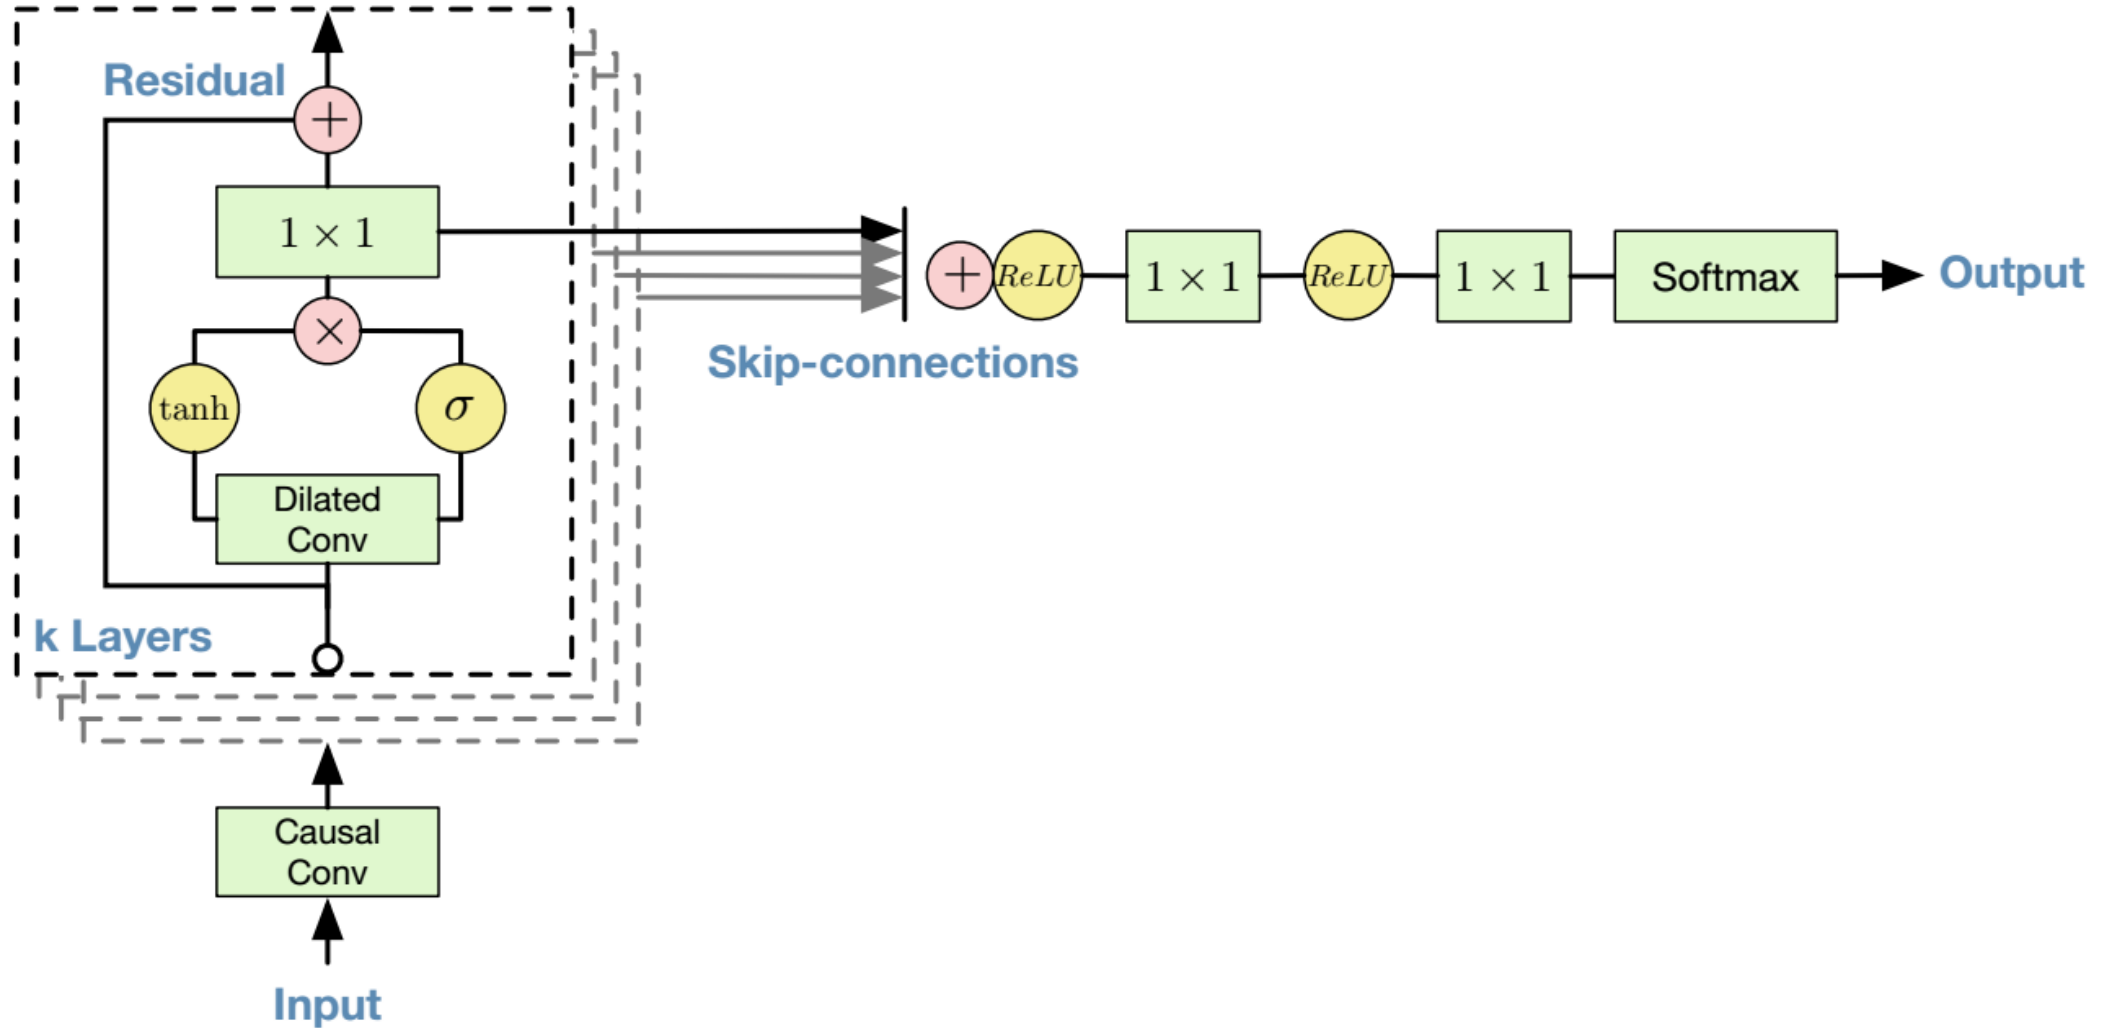 Residual
+
1 × 1
×
tanh
σ
Dilated
Conv
k Layers
Causal
Conv
Input
+
ReLU
1 × 1
ReLU
1 × 1
Softmax
Output
Skip-connections